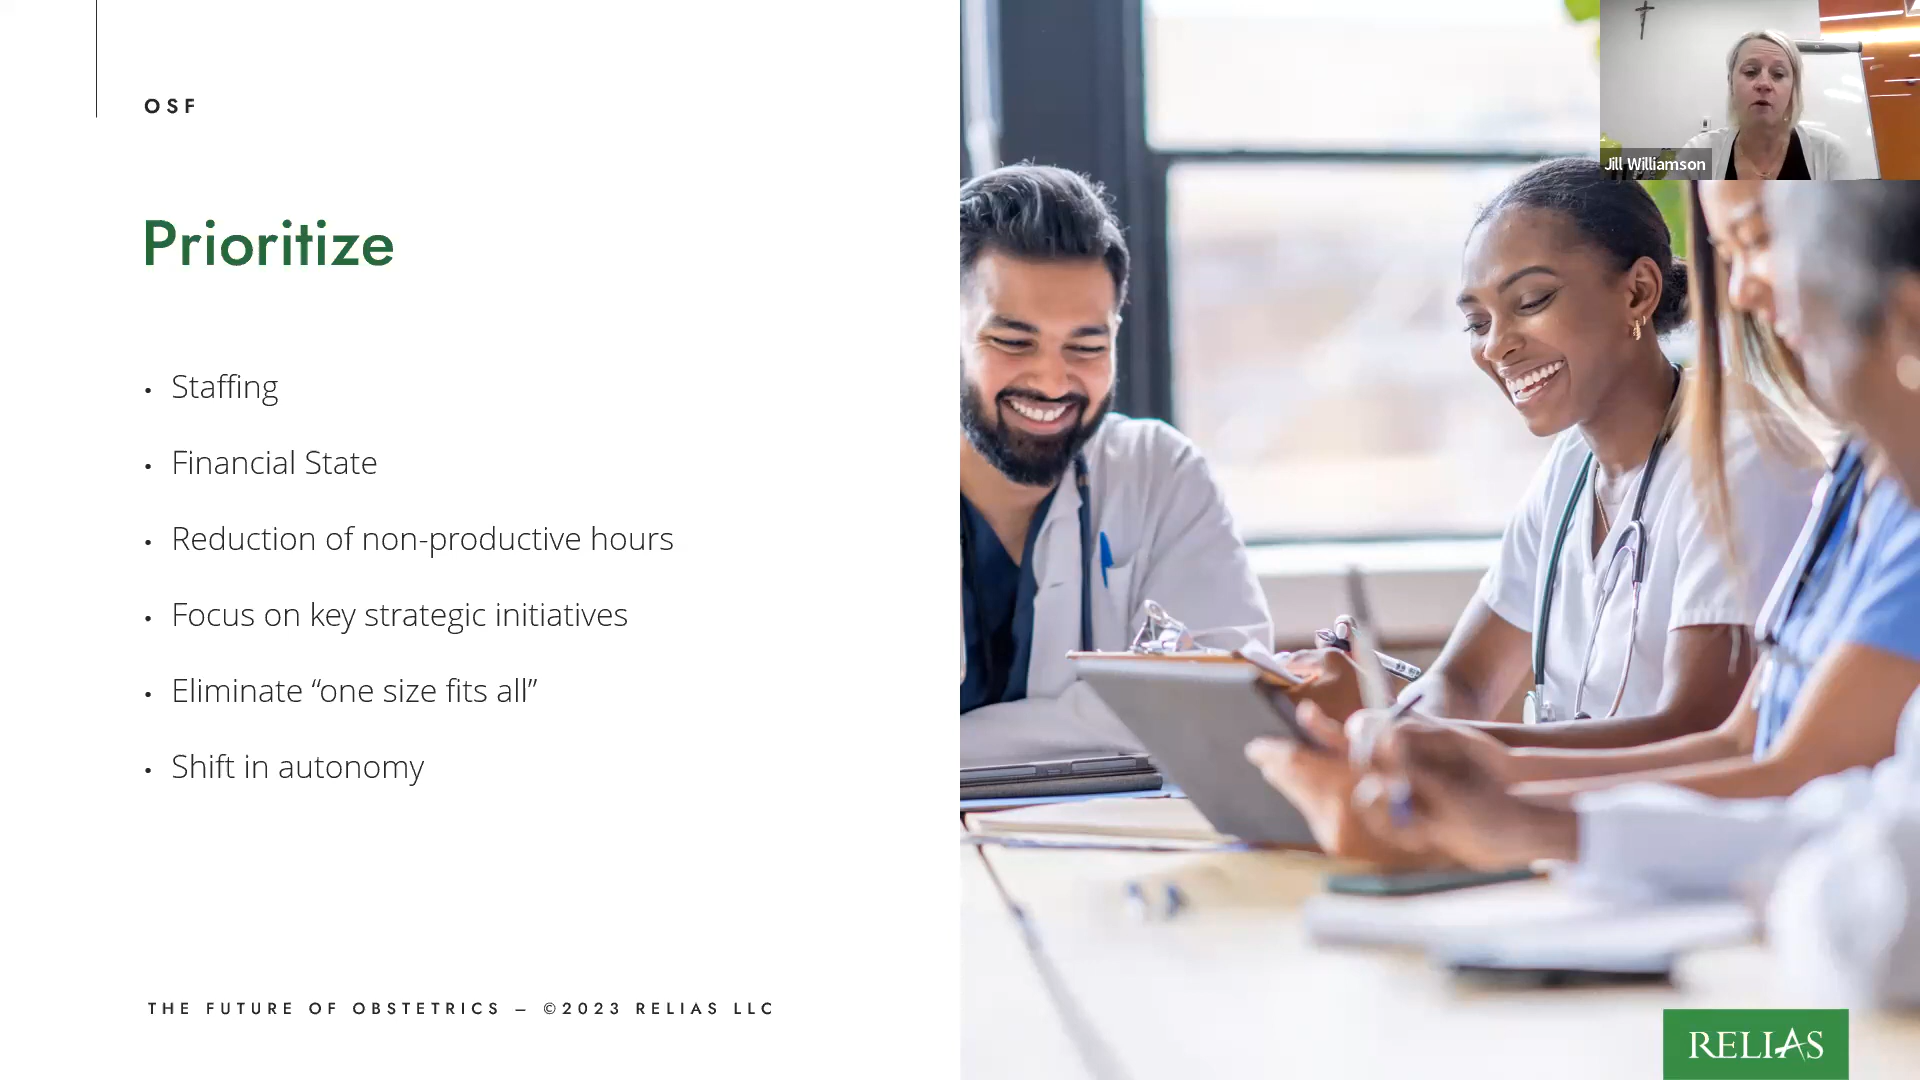 OSF
Prioritize
• Staffing
• Financial State
• Reduction of non-productive hours
• Focus on key strategic initiatives
• Eliminate “one size fits all”
• Shift in autonomy
THE FUTURE OF OBSTETRICS – ©2023 RELIAS LLC
Jill Williamson
RELIAS